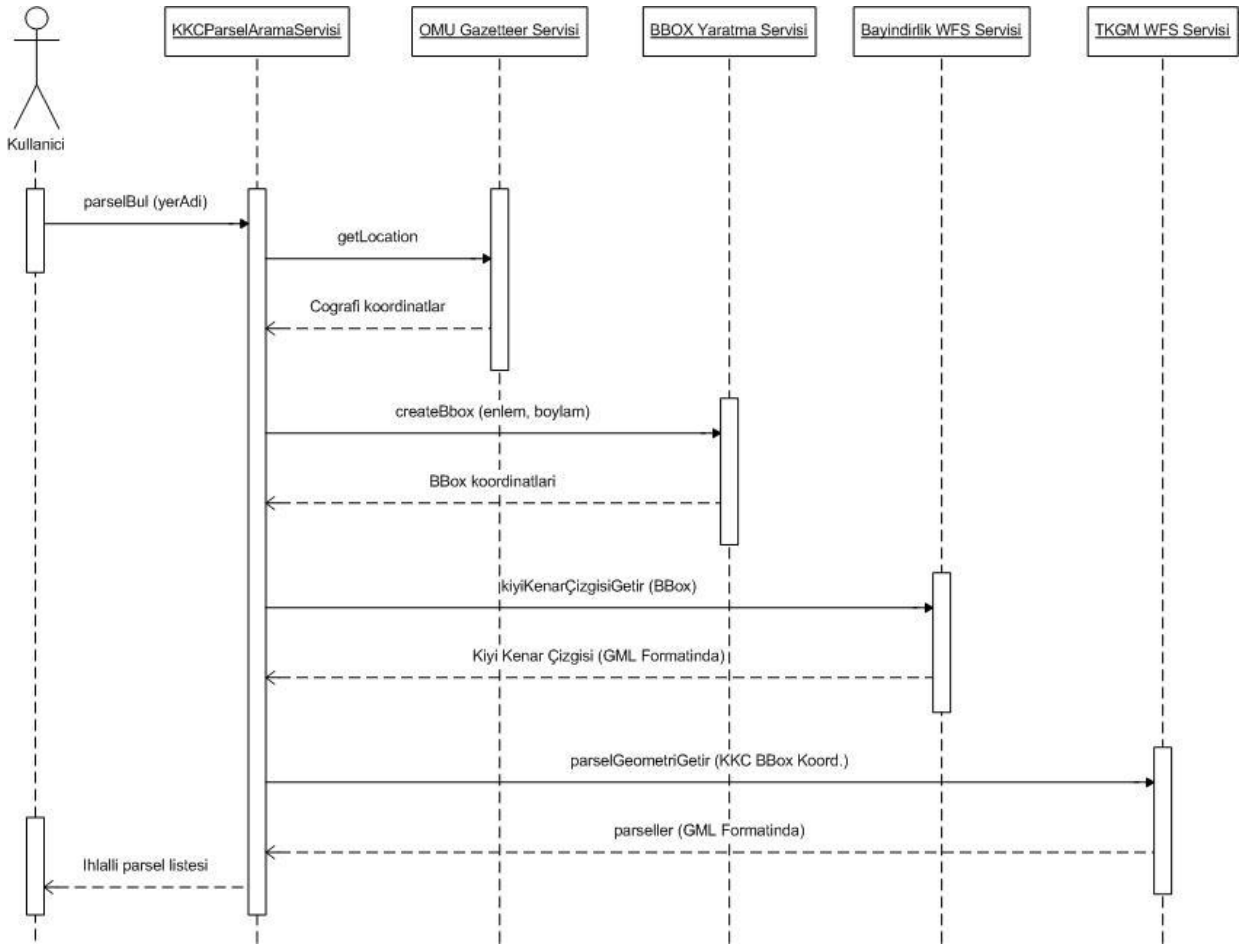 KKCParselAramaServisi
OMU Gazetteer Servisi
BBOX Yaratma Servisi
Bayindirlik WFS Servisi
TKGM WFS Servisi
Kullanici
parselBul (yerAdi)
getLocation
Cografi koordinatlar
createBbox (enlem, boylam)
BBox koordinatlari
kiyiKenarÇizgisiGetir (BBox)
Kiyi Kenar Çizgisi (GML Formatinda)
parselGeometriGetir (KKC BBox Koord.)
parseller (GML Formatinda)
Ihlalli parsel listesi